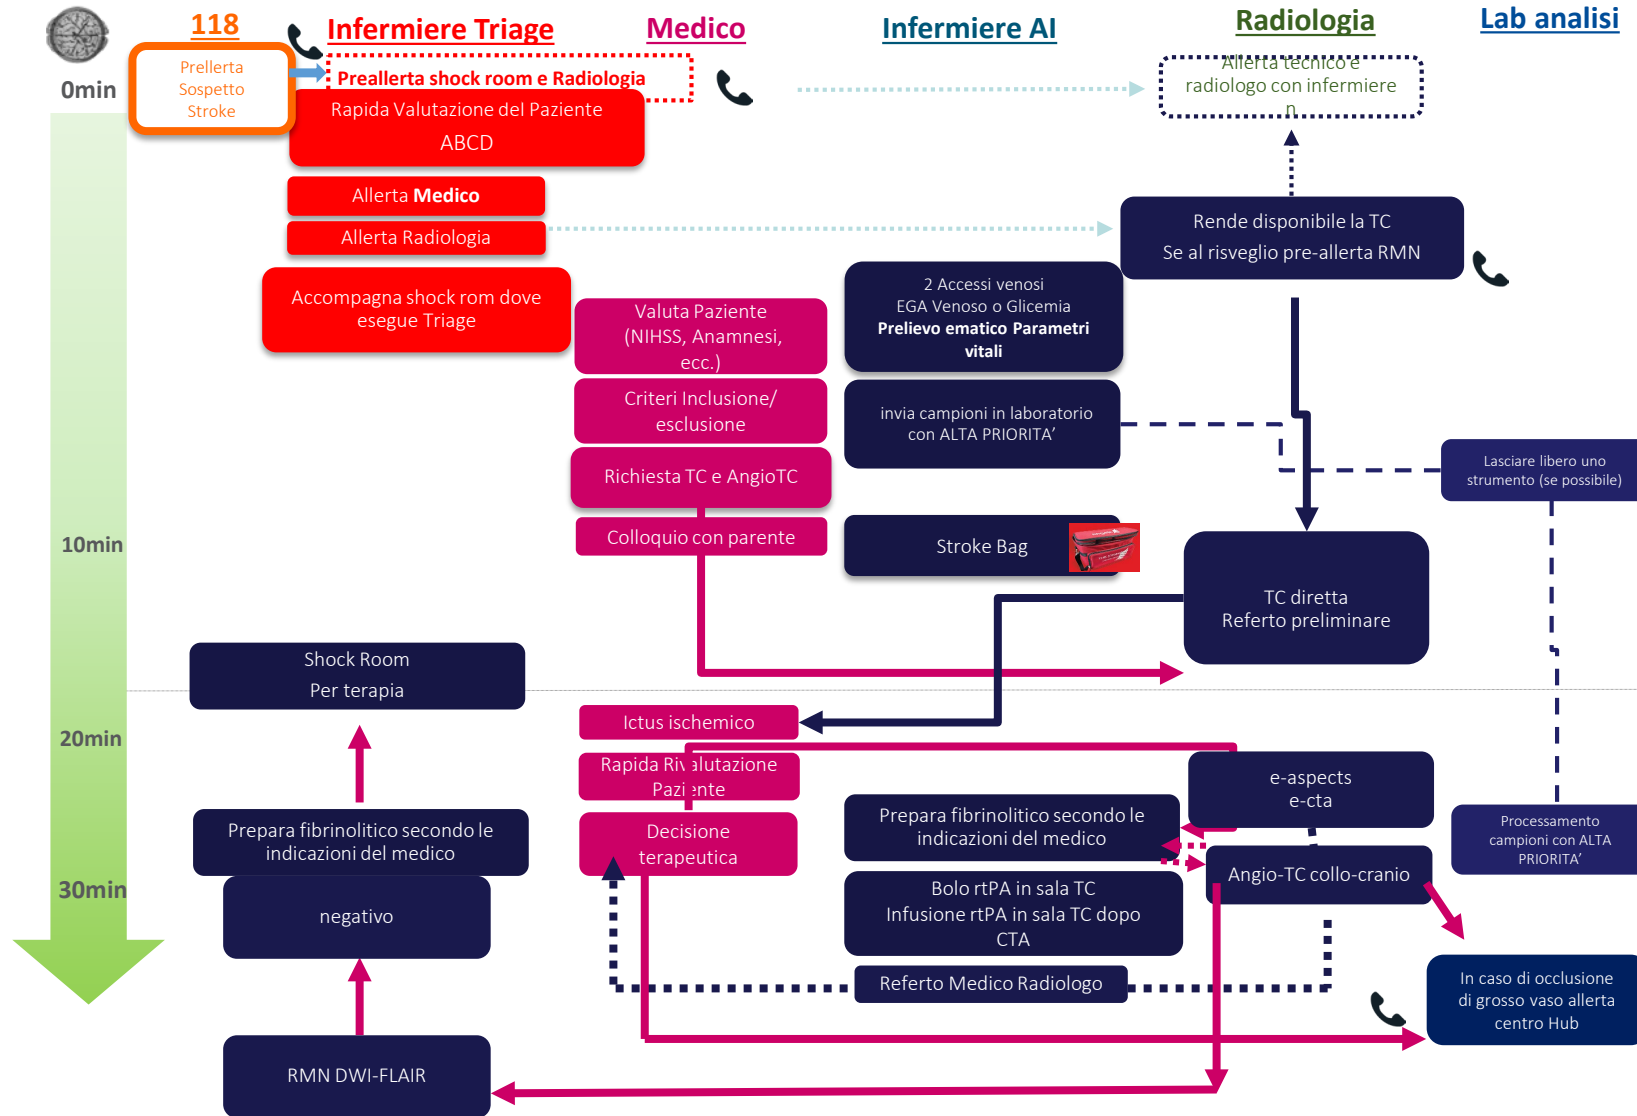 118
Infermiere Triage
Medico
Infermiere AI
Radiologia
Lab analisi
0min
Prellerta
Sospetto
Stroke
Preallerta shock room e Radiologia
Allerta tecnico e
radiologo con infermiere
n
Rapida Valutazione del Paziente
ABCD
Allerta Medico
Allerta Radiologia
Rende disponibile la TC
Se al risveglio pre-allerta RMN
Accompagna shock rom dove
esegue Triage
Valuta Paziente
(NIHSS, Anamnesi,
ecc.)
2 Accessi venosi
EGA Venoso o Glicemia
Prelievo ematico Parametri
vitali
Criteri Inclusione/
esclusione
invia campioni in laboratorio
con ALTA PRIORITA’
Richiesta TC e AngioTC
Lasciare libero uno
strumento (se possibile)
10min
Colloquio con parente
Stroke Bag
TC diretta
Referto preliminare
Shock Room
Per terapia
20min
Ictus ischemico
Rapida Rivalutazione
Paziente
e-aspects
e-cta
Prepara fibrinolitico secondo le
indicazioni del medico
Decisione
terapeutica
Prepara fibrinolitico secondo le
indicazioni del medico
Processamento
campioni con ALTA
PRIORITA’
30min
negativo
Bolo rtPA in sala TC
Infusione rtPA in sala TC dopo
CTA
Angio-TC collo-cranio
Referto Medico Radiologo
In caso di occlusione
di grosso vaso allerta
centro Hub
RMN DWI-FLAIR